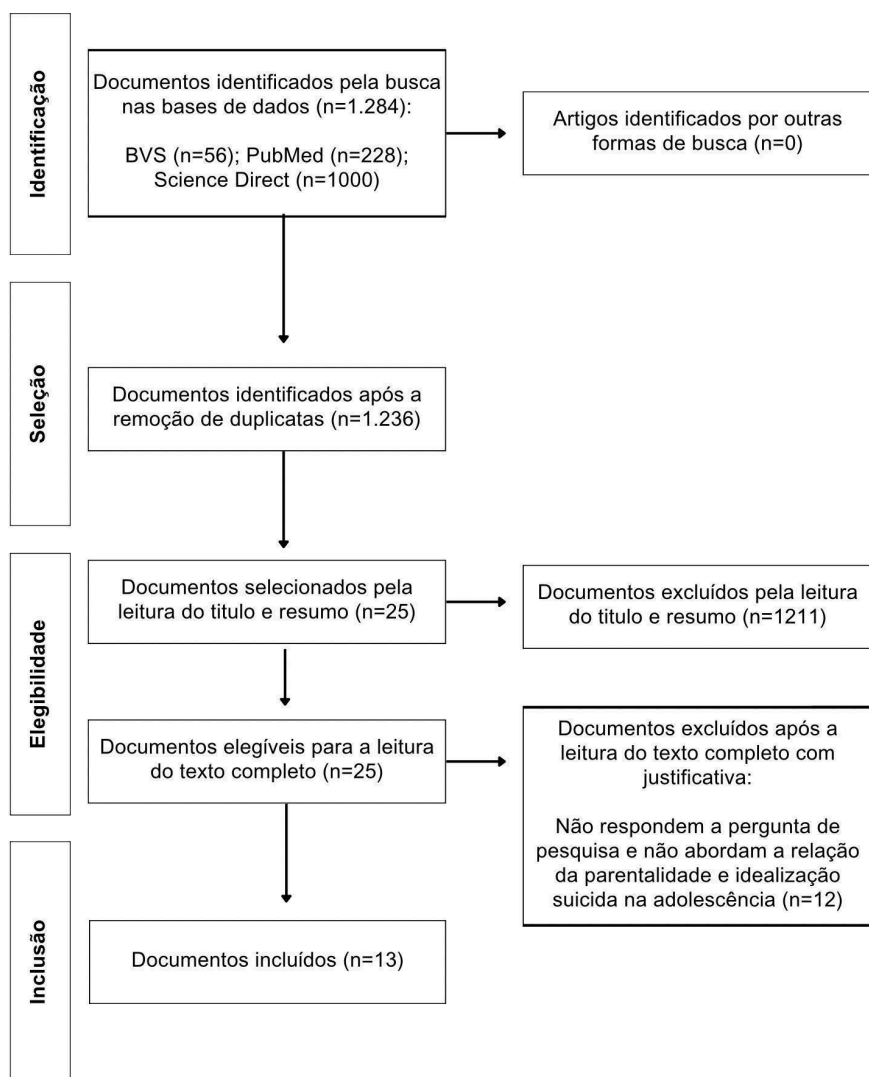 Identificação
Documentos identificados pela busca
nas bases de dados (n=1.284):
BVS (n=56); PubMed (n=228);
Science Direct (n=1000)
Artigos identificados por outras
formas de busca (n=0)
Seleção
Documentos identificados após a
remoção de duplicatas (n=1.236)
Elegibilidade
Documentos selecionados pela
leitura do titulo e resumo (n=25)
Documentos excluídos pela leitura
do titulo e resumo (n=1211)
Documentos elegíveis para a leitura
do texto completo (n=25)
Documentos excluídos após a
leitura do texto completo com
justificativa:
Não respondem a pergunta de
pesquisa e não abordam a relação
da parentalidade e idealização
suicida na adolescência (n=12)
Inclusão
Documentos incluídos (n=13)